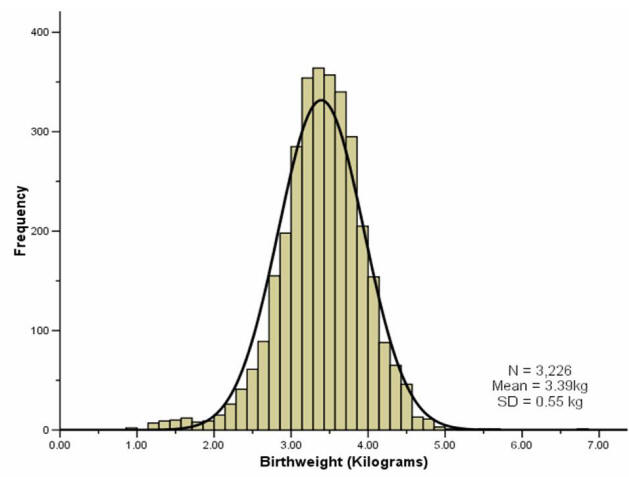 400
300
200
100
0
Frequency
N = 3,226
Mean = 3.39kg
SD = 0.55 kg
0.00 1.00 2.00 3.00 4.00 5.00 6.00 7.00
Birthweight (Kilograms)